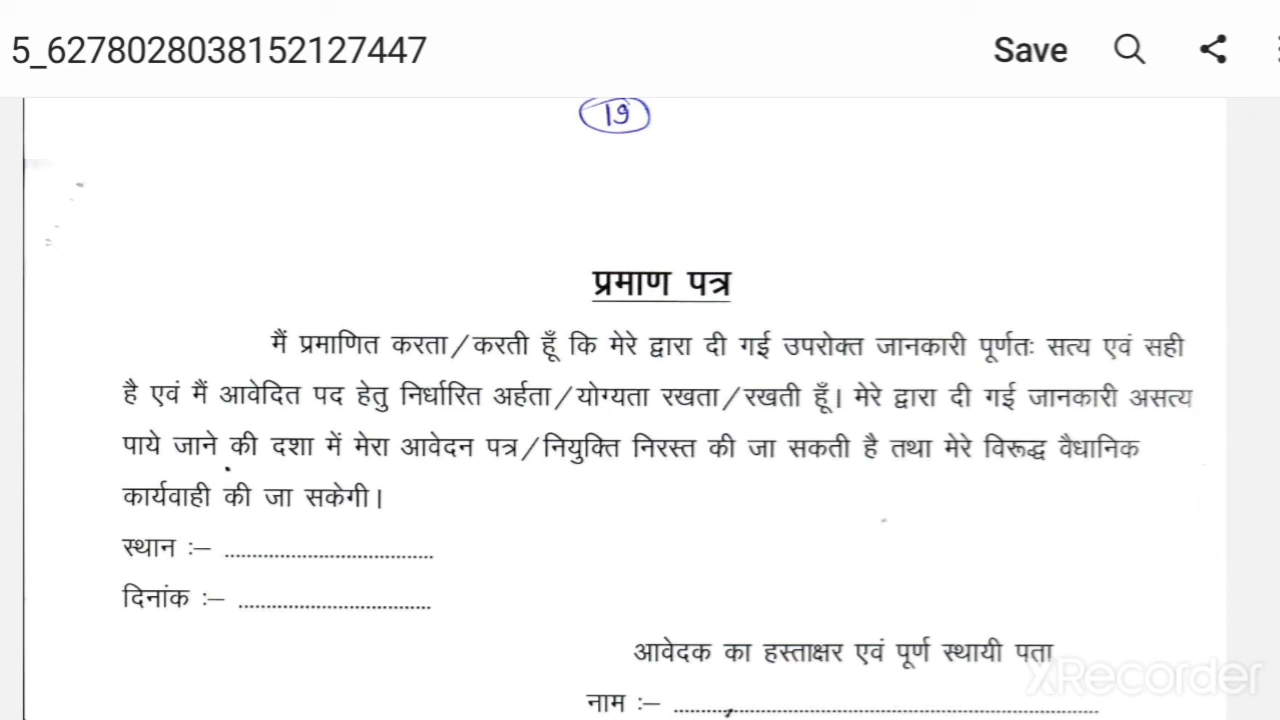 5_6278028038152127447
Save
19
प्रमाण पत्र
मैं प्रमाणित करता/करती हूँ कि मेरे द्वारा दी गई उपरोक्त जानकारी पूर्णतः सत्य एवं सही
है एवं मैं आवेदित पद हेतु निर्धारित अर्हता/योग्यता रखता/रखती हूँ। मेरे द्वारा दी गई जानकारी असत्य
पाये जाने की दशा में मेरा आवेदन पत्र/नियुक्ति निरस्त की जा सकती है तथा मेरे विरूद्ध वैधानिक
कार्यवाही की जा सकेगी।
स्थान :– ....................................
दिनांक :– .................................
आवेदक का हस्ताक्षर एवं पूर्ण स्थायी पता
XRecorder
नाम :– ..........................................................................